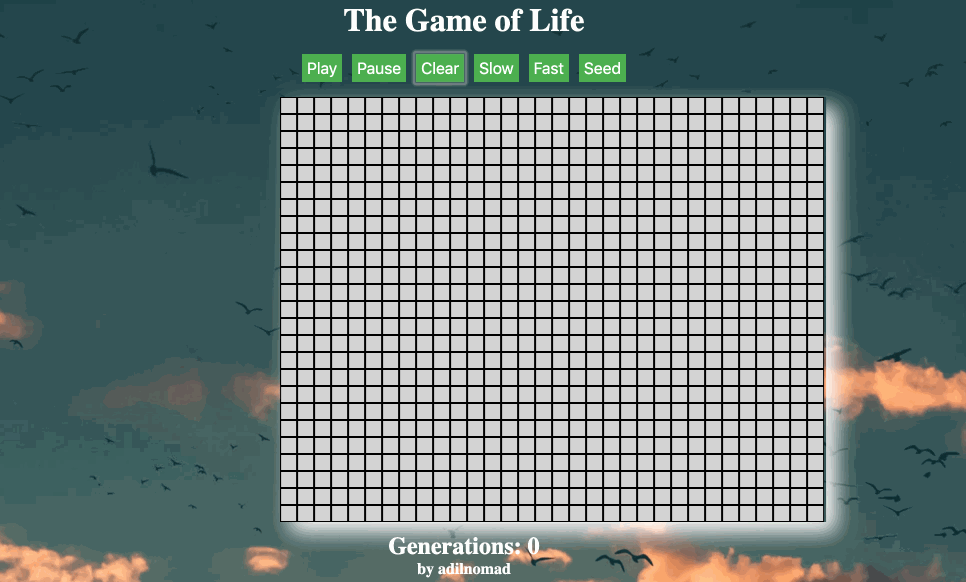 The Game of Life
Play Pause Clear Slow Fast Seed
Generations: 0
by adilnomad